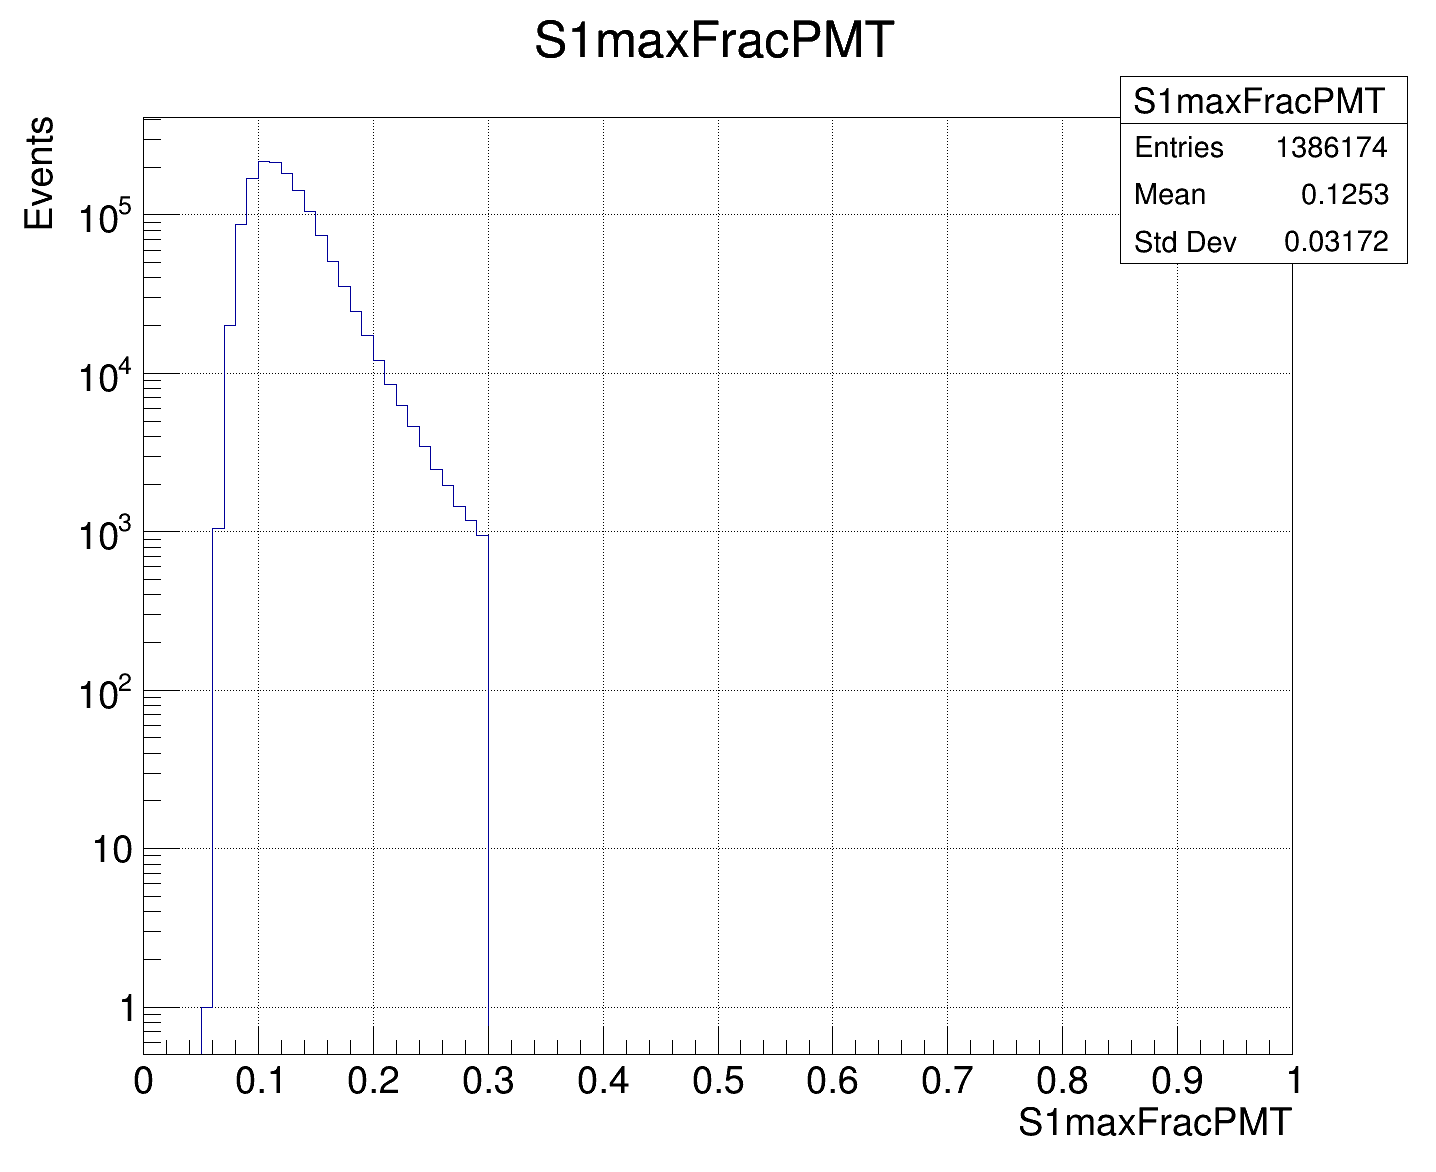 S1maxFracPMT
S1maxFracPMT
Entries 1386174
Mean 0.1253
Std Dev 0.03172
Events
10^5
10^4
10^3
10^2
10
1
0 0.1 0.2 0.3 0.4 0.5 0.6 0.7 0.8 0.9 1
S1maxFracPMT